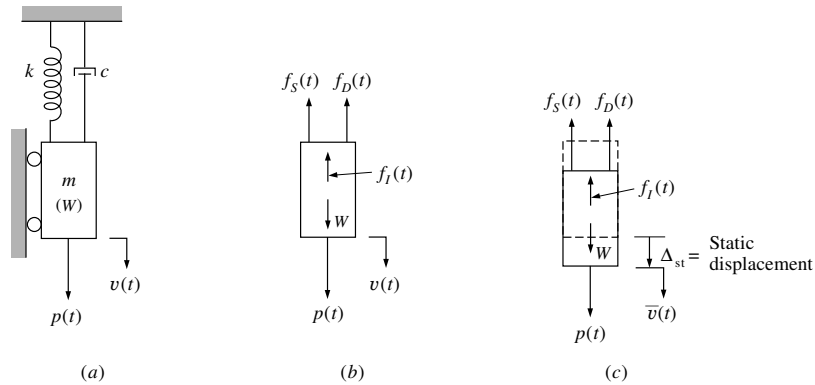 k
c
m
(W)
v(t)
p(t)
(a)
f_S(t) f_D(t)
f_I(t)
W
v(t)
p(t)
(b)
f_S(t) f_D(t)
f_I(t)
W
Δ_st = Static
displacement
v̅(t)
p(t)
(c)